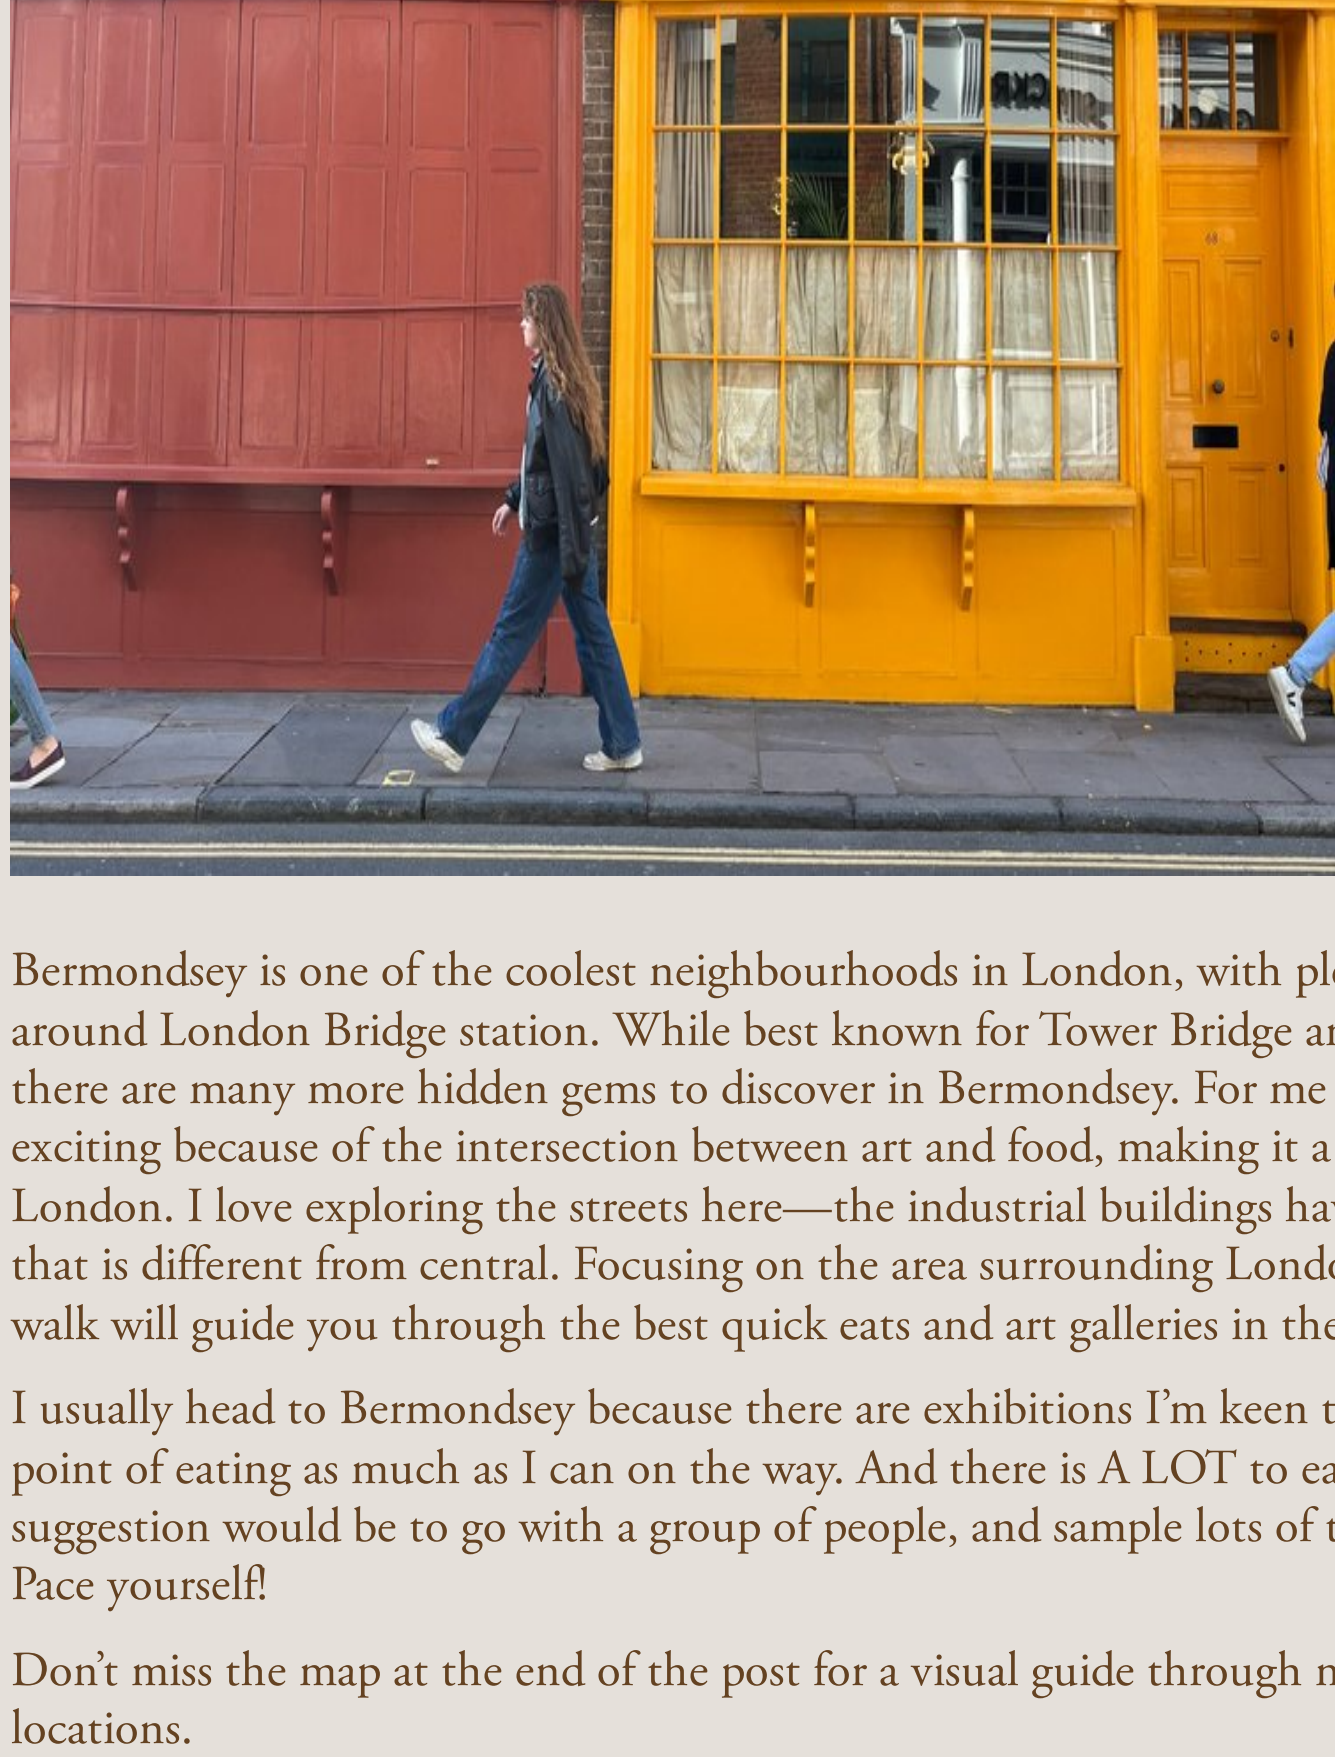 68
Bermondsey is one of the coolest neighbourhoods in London, with
around London Bridge station. While best known for Tower Bridge
there are many more hidden gems to discover in Bermondsey. For me
exciting because of the intersection between art and food, making it a
London. I love exploring the streets here—the industrial buildings
that is different from central. Focusing on the area surrounding
walk will guide you through the best quick eats and art galleries in the
I usually head to Bermondsey because there are exhibitions I’m keen
point of eating as much as I can on the way. And there is A LOT to
suggestion would be to go with a group of people, and sample lots of
Pace yourself!
Don’t miss the map at the end of the post for a visual guide through
locations.